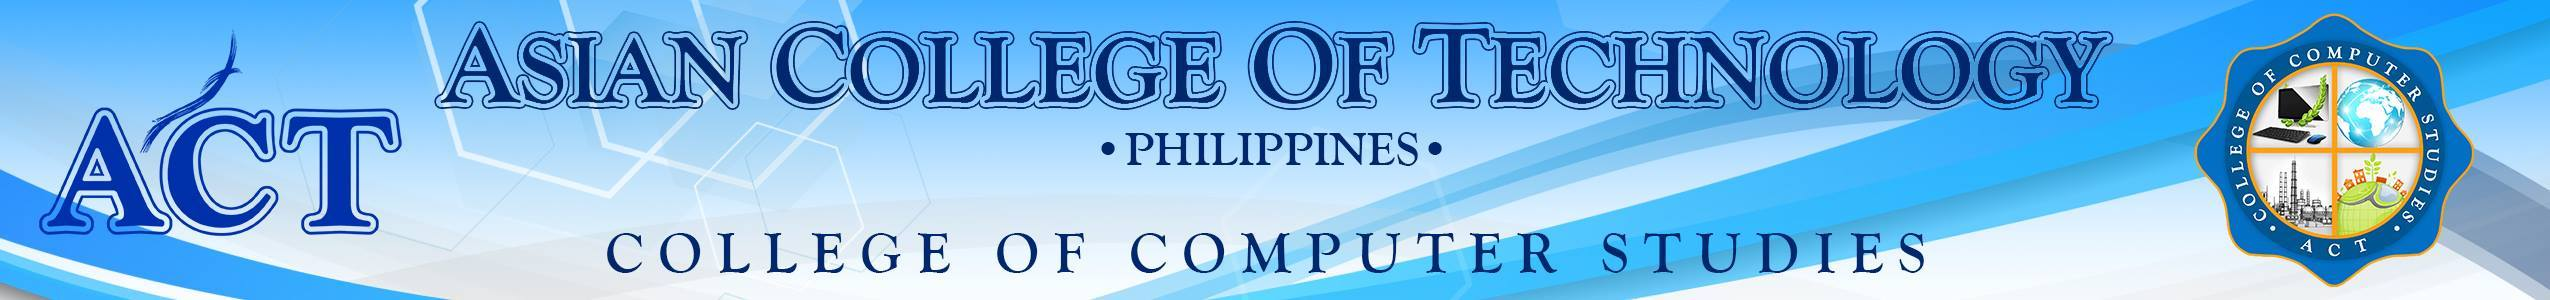 ACT
ASIAN COLLEGE OF TECHNOLOGY
•PHILIPPINES•
COLLEGE OF COMPUTER STUDIES
• COLLEGE OF COMPUTER STUDIES •
ACT